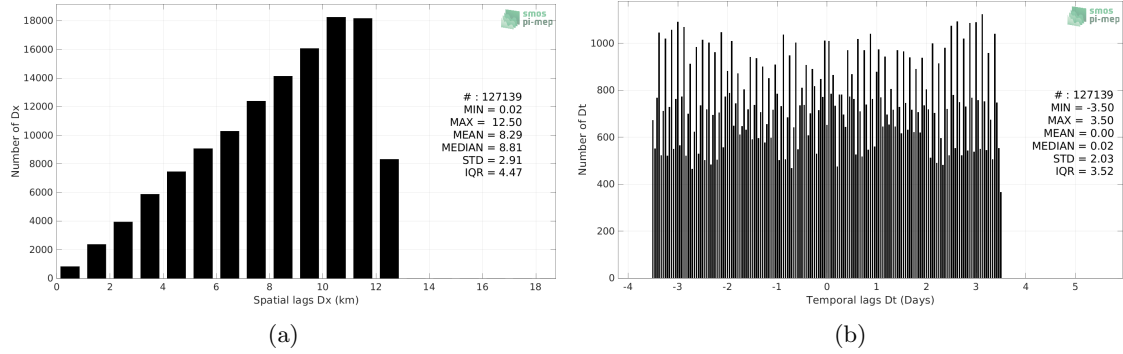 18000
16000
14000
12000
10000
8000
6000
4000
2000
0
Number of Dx
0 2 4 6 8 10 12 14 16 18
Spatial lags Dx (km)
smos
pi-mep
# : 127139
MIN = 0.02
MAX = 12.50
MEAN = 8.29
MEDIAN = 8.81
STD = 2.91
IQR = 4.47
(a)
1000
800
600
400
200
0
Number of Dt
-4 -3 -2 -1 0 1 2 3 4 5
Temporal lags Dt (Days)
smos
pi-mep
# : 127139
MIN = -3.50
MAX = 3.50
MEAN = 0.00
MEDIAN = 0.02
STD = 2.03
IQR = 3.52
(b)